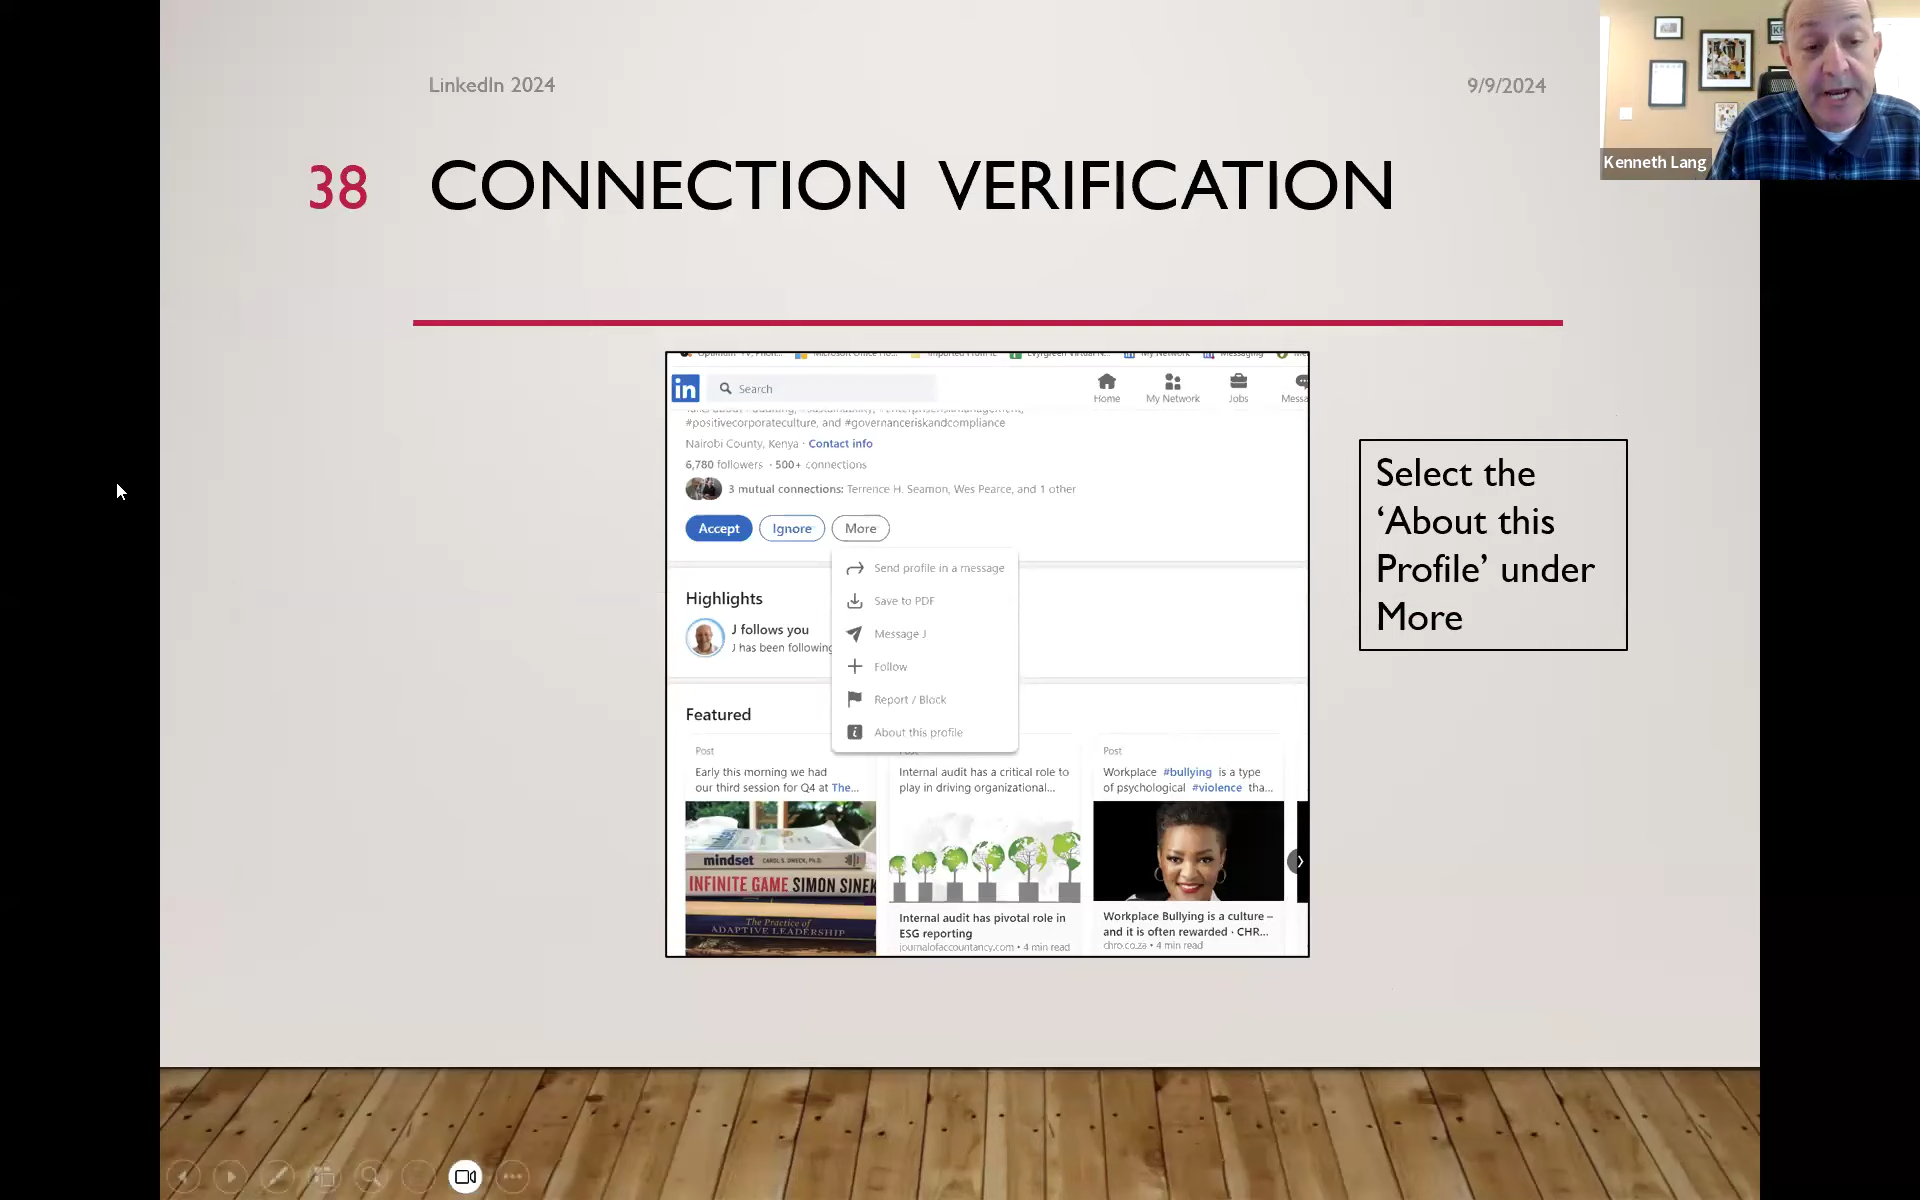 LinkedIn 2024
9/9/2024
38 CONNECTION VERIFICATION
Kenneth Lang
in Search
Home
My Network
Jobs
Messa
#positivecorporateculture, and #governanceriskandcompliance
Nairobi County, Kenya · Contact info
6,780 followers · 500+ connections
3 mutual connections: Terrence H. Seamon, Wes Pearce, and 1 other
Accept Ignore More
Send profile in a message
Save to PDF
Message J
Follow
Report / Block
About this profile
Highlights
J follows you
J has been following
Featured
Post
Early this morning we had
our third session for Q4 at The...
mindset CAROL S. DWECK, Ph.D.
INFINITE GAME SIMON SINEK
The Practice of
ADAPTIVE LEADERSHIP
Internal audit has a critical role to
play in driving organizational...
Internal audit has pivotal role in
ESG reporting
journalofaccountancy.com • 4 min read
Post
Workplace #bullying is a type
of psychological #violence tha...
Workplace Bullying is a culture –
and it is often rewarded · CHR...
chro.co.za • 4 min read
Select the
‘About this
Profile’ under
More